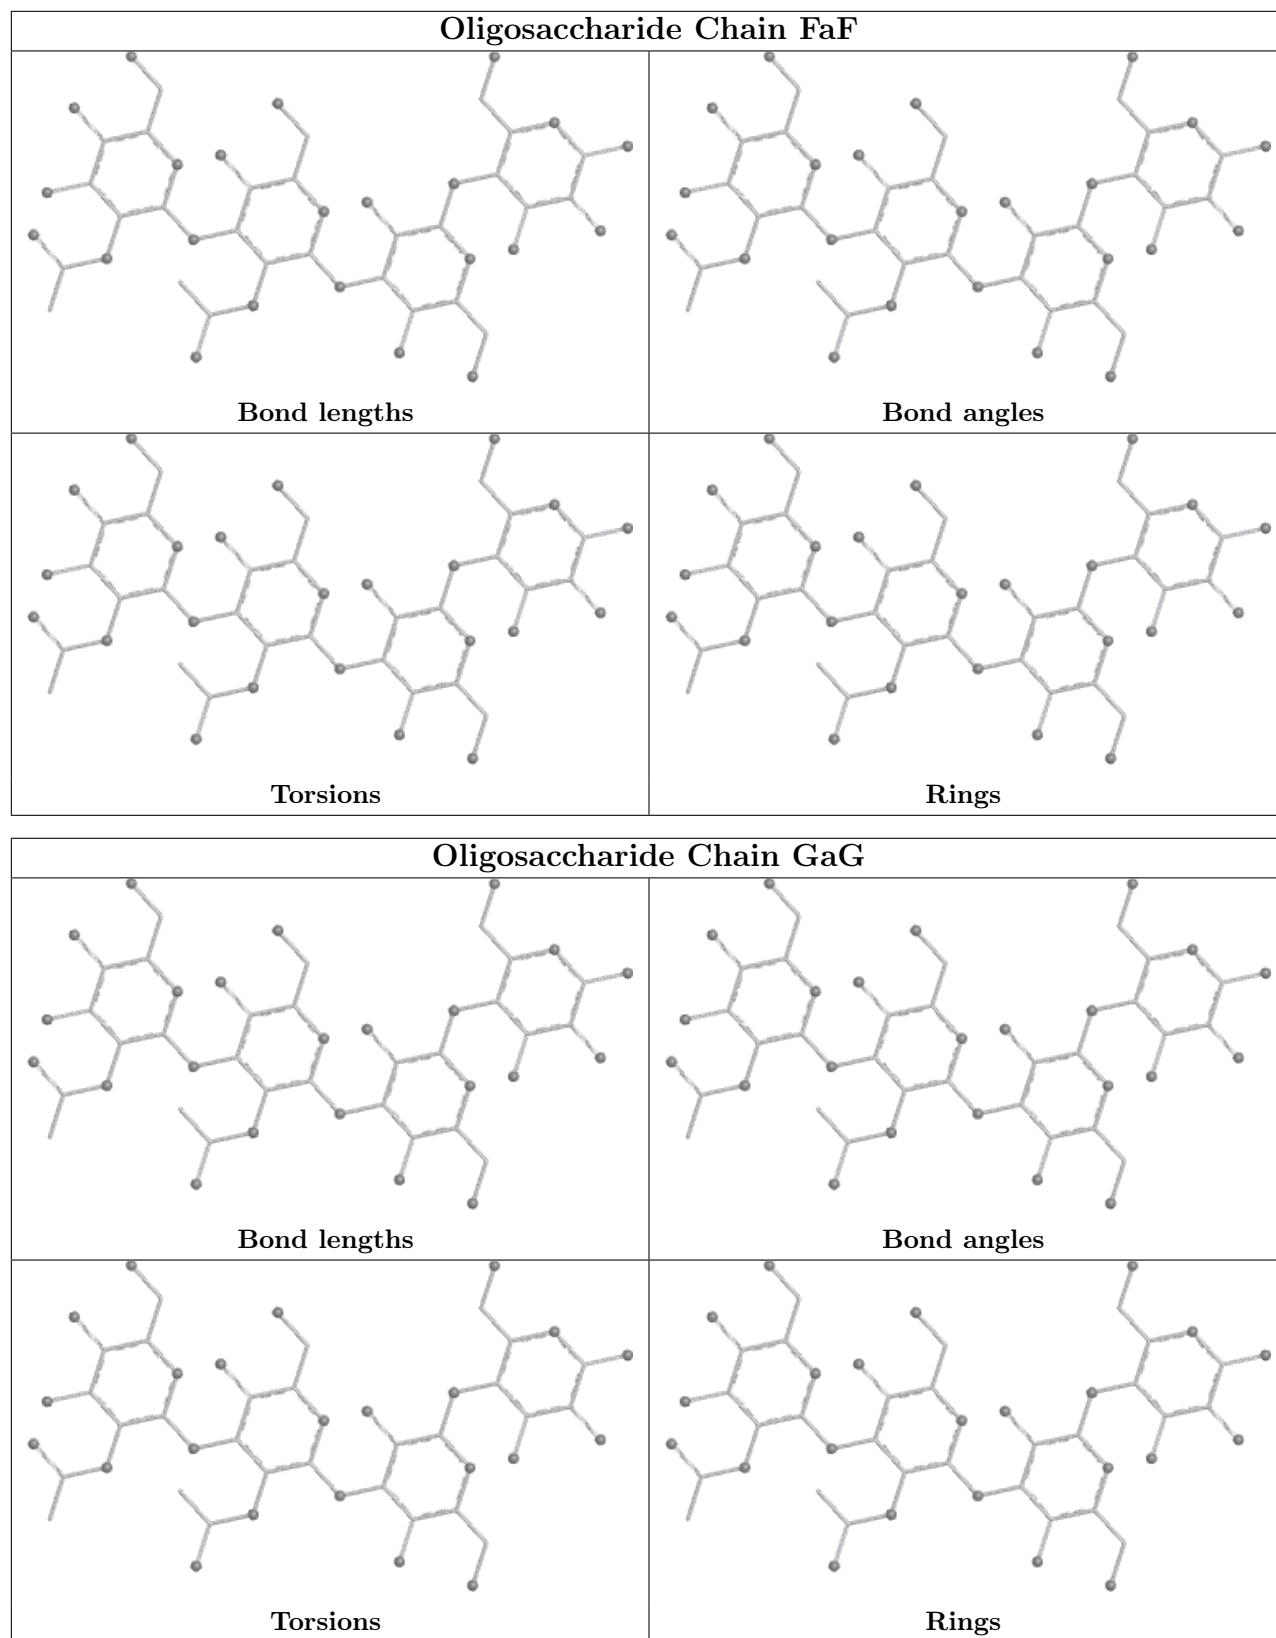 Oligosaccharide Chain FaF
Bond lengths
Bond angles
Torsions
Rings
Oligosaccharide Chain GaG
Bond lengths
Bond angles
Torsions
Rings